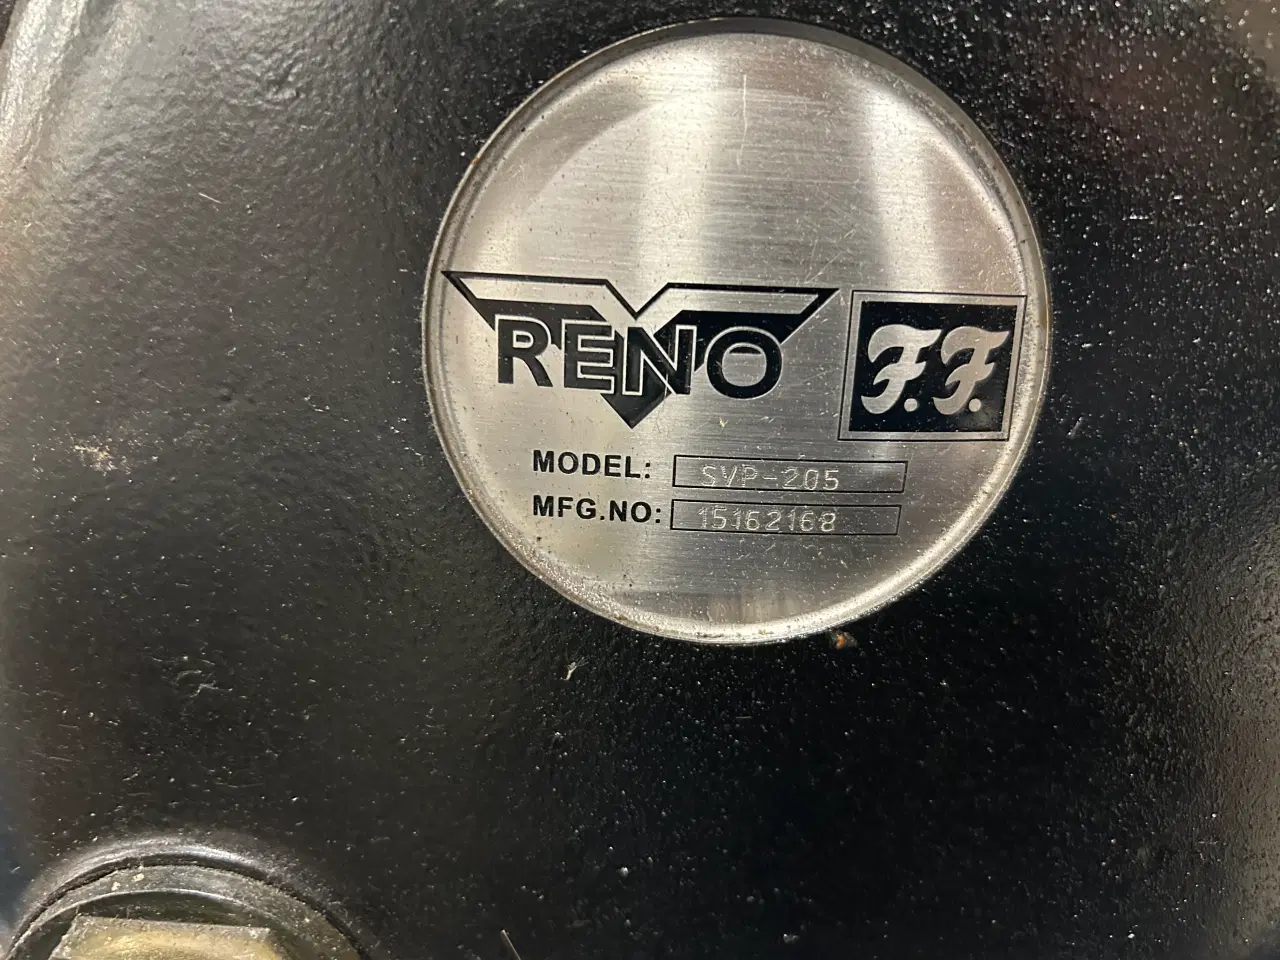 RENO F.F.
MODEL: SVP-205
MFG.NO: 15162168